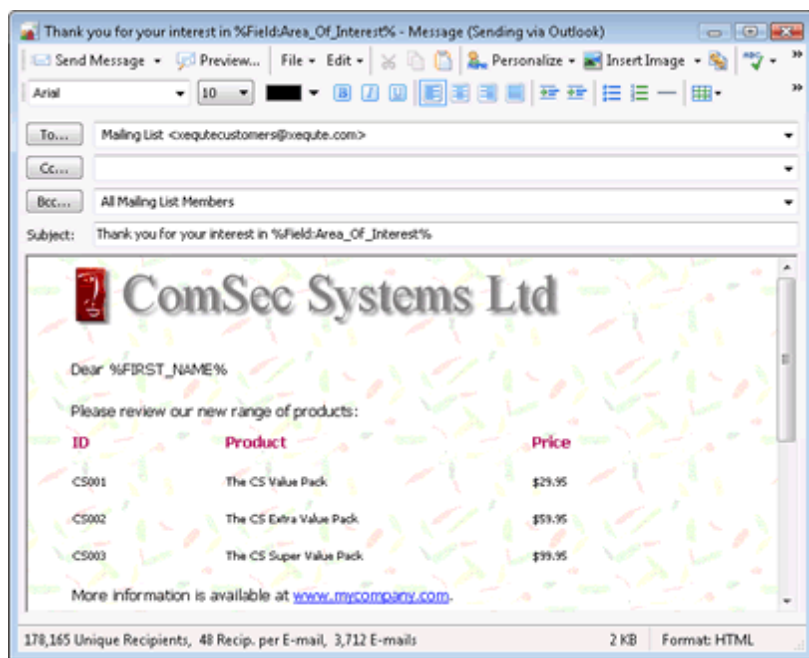 Thank you for your interest in %Field:Area_Of_Interest% - Message (Sending via Outlook)
Send Message Preview... File Edit Personalize Insert Image ABC
Arial 10 B I U
To... Mailing List <xequtecustomers@xequte.com>
Cc...
Bcc... All Mailing List Members
Subject: Thank you for your interest in %Field:Area_Of_Interest%
ComSec Systems Ltd
Dear %FIRST_NAME%
Please review our new range of products:
ID Product Price
CS001 The CS Value Pack $29.95
CS002 The CS Extra Value Pack $59.95
CS003 The CS Super Value Pack $99.95
More information is available at www.mycompany.com.
178,165 Unique Recipients, 48 Recip. per E-mail, 3,712 E-mails 2 KB Format: HTML